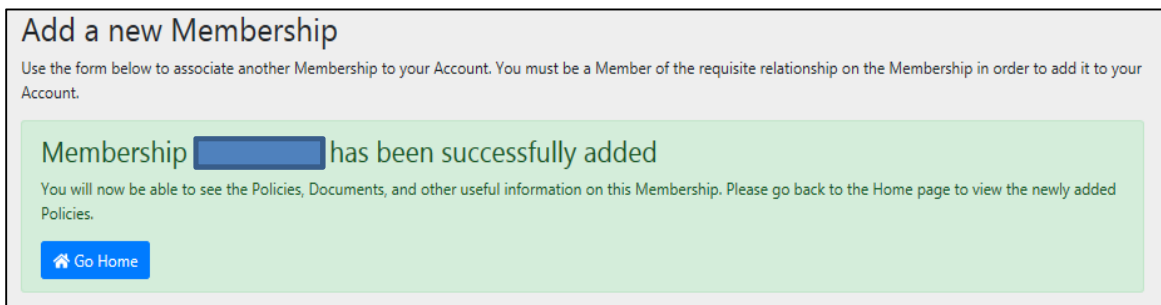 Add a new Membership
Use the form below to associate another Membership to your Account. You must be a Member of the requisite relationship on the Membership in order to add it to your
Account.
Membership has been successfully added
You will now be able to see the Policies, Documents, and other useful information on this Membership. Please go back to the Home page to view the newly added
Policies.
Go Home